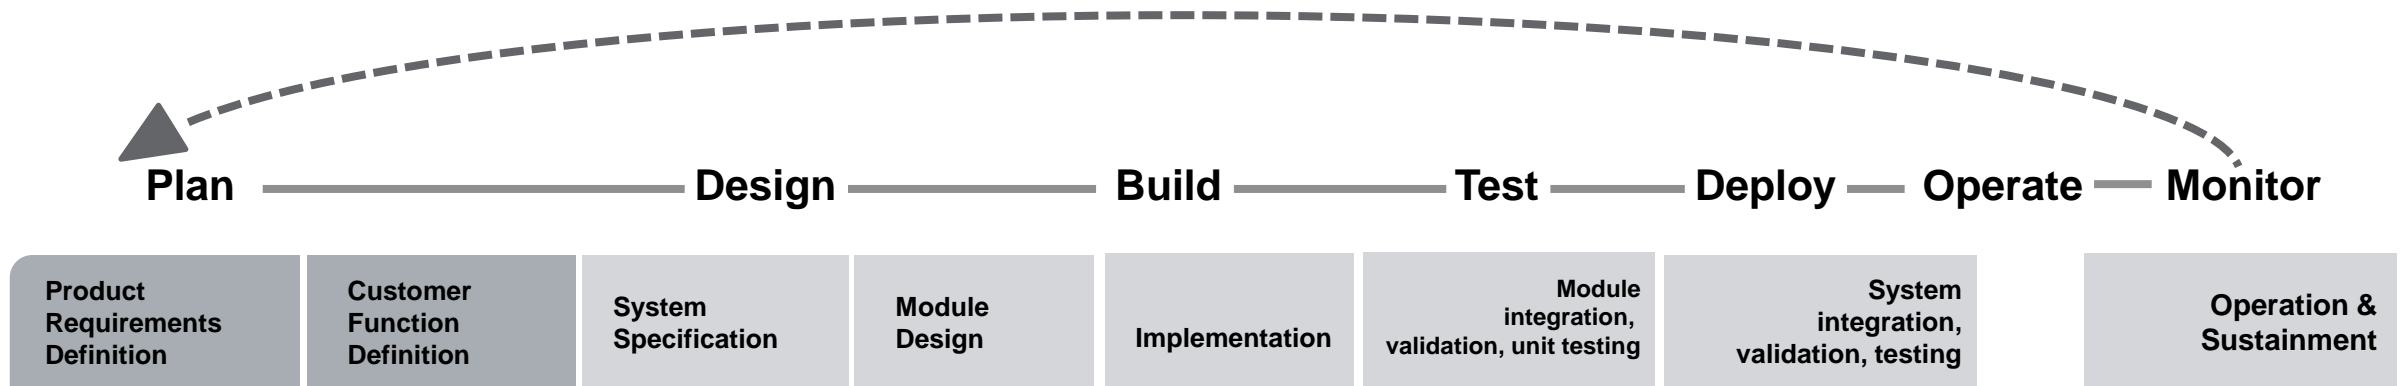 Plan Design Build Test Deploy Operate Monitor
Product
Requirements
Definition
Customer
Function
Definition
System
Specification
Module
Design
Implementation
Module
integration,
validation, unit testing
System
integration,
validation, testing
Operation &
Sustainment